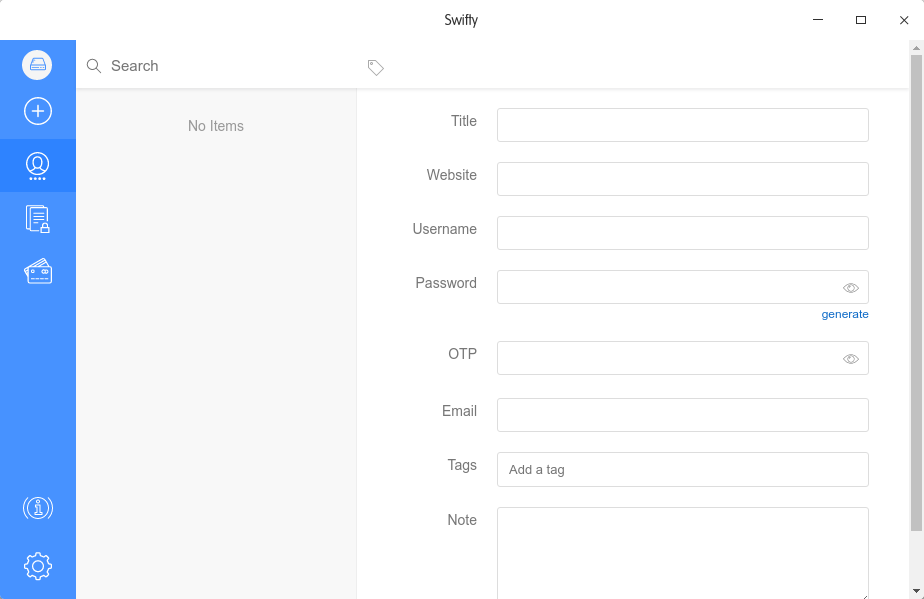 Swifty
Search
No Items
Title
Website
Username
Password
generate
OTP
Email
Tags
Add a tag
Note